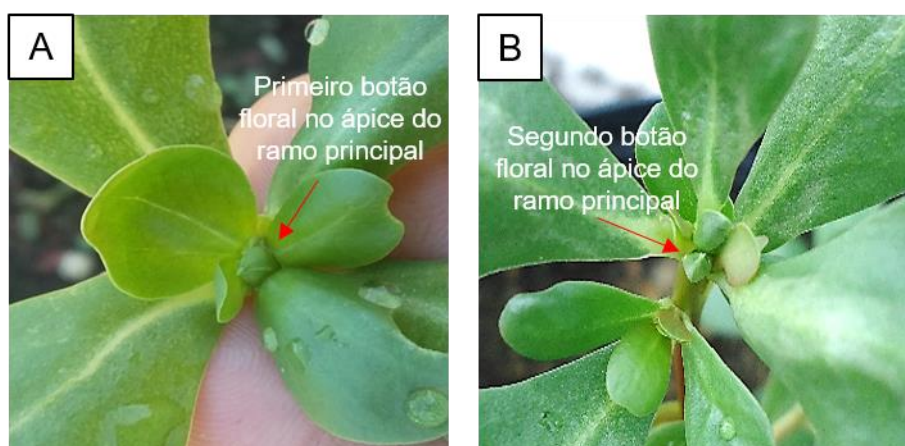 A
Primeiro botão
floral no ápice do
ramo principal
B
Segundo botão
floral no ápice do
ramo principal